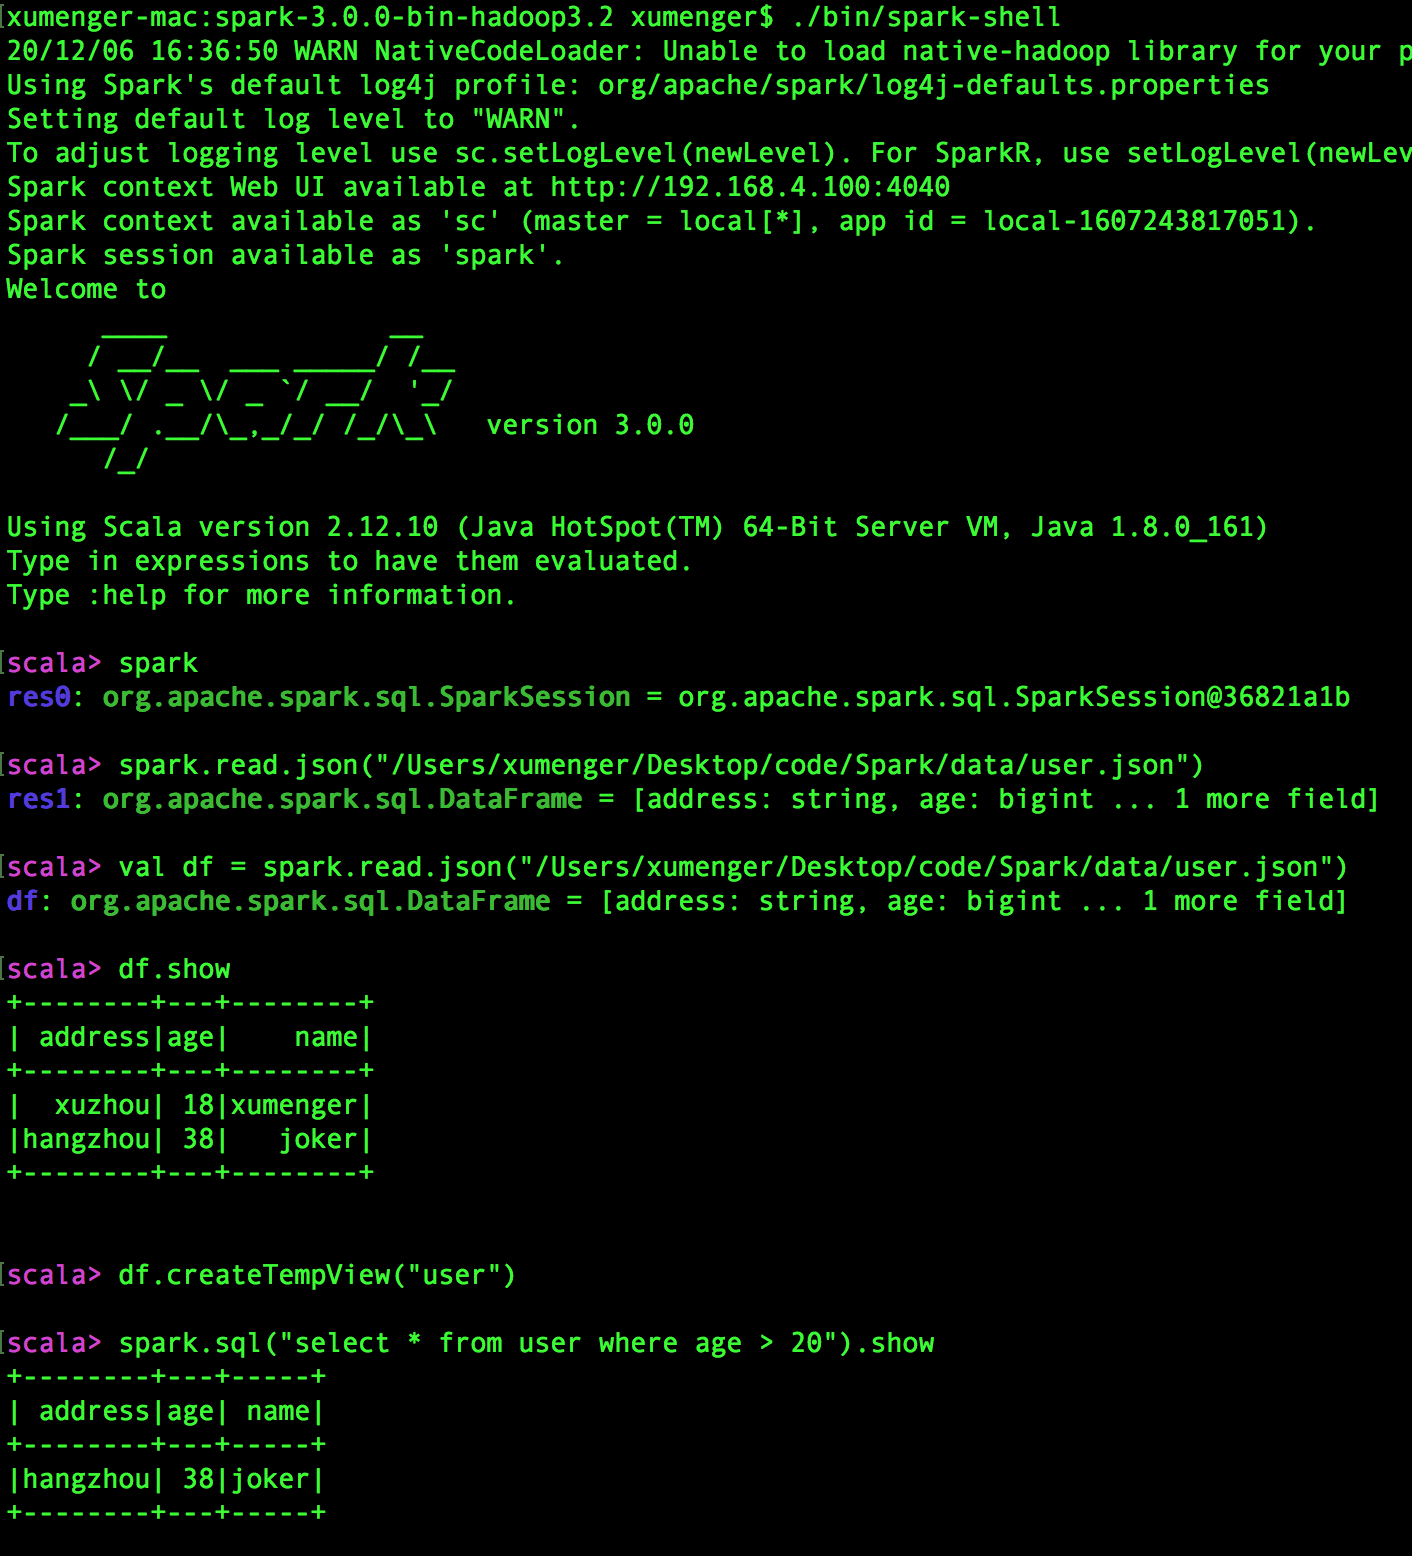 xumenger-mac:spark-3.0.0-bin-hadoop3.2 xumenger$ ./bin/spark-shell
20/12/06 16:36:50 WARN NativeCodeLoader: Unable to load native-hadoop library for your p
Using Spark's default log4j profile: org/apache/spark/log4j-defaults.properties
Setting default log level to "WARN".
To adjust logging level use sc.setLogLevel(newLevel). For SparkR, use setLogLevel(newLev
Spark context Web UI available at http://192.168.4.100:4040
Spark context available as 'sc' (master = local[*], app id = local-1607243817051).
Spark session available as 'spark'.
Welcome to
      ____              __
     / __/__  ___ _____/ /__
    _\ \/ _ \/ _ `/ __/  '_/
   /___/ .__/\_,_/_/ /_/\_\   version 3.0.0
      /_/
Using Scala version 2.12.10 (Java HotSpot(TM) 64-Bit Server VM, Java 1.8.0_161)
Type in expressions to have them evaluated.
Type :help for more information.
scala> spark
res0: org.apache.spark.sql.SparkSession = org.apache.spark.sql.SparkSession@36821a1b
scala> spark.read.json("/Users/xumenger/Desktop/code/Spark/data/user.json")
res1: org.apache.spark.sql.DataFrame = [address: string, age: bigint ... 1 more field]
scala> val df = spark.read.json("/Users/xumenger/Desktop/code/Spark/data/user.json")
df: org.apache.spark.sql.DataFrame = [address: string, age: bigint ... 1 more field]
scala> df.show
+--------+---+--------+
| address|age|    name|
+--------+---+--------+
|  xuzhou| 18|xumenger|
|hangzhou| 38|   joker|
+--------+---+--------+
scala> df.createTempView("user")
scala> spark.sql("select * from user where age > 20").show
+--------+---+-----+
| address|age| name|
+--------+---+-----+
|hangzhou| 38|joker|
+--------+---+-----+